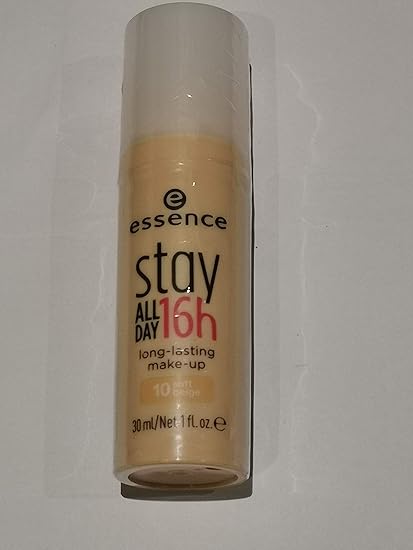 e
essence
stay
ALL DAY 16h
long-lasting
make-up
10 soft beige
30 ml/Net 1 fl. oz. e